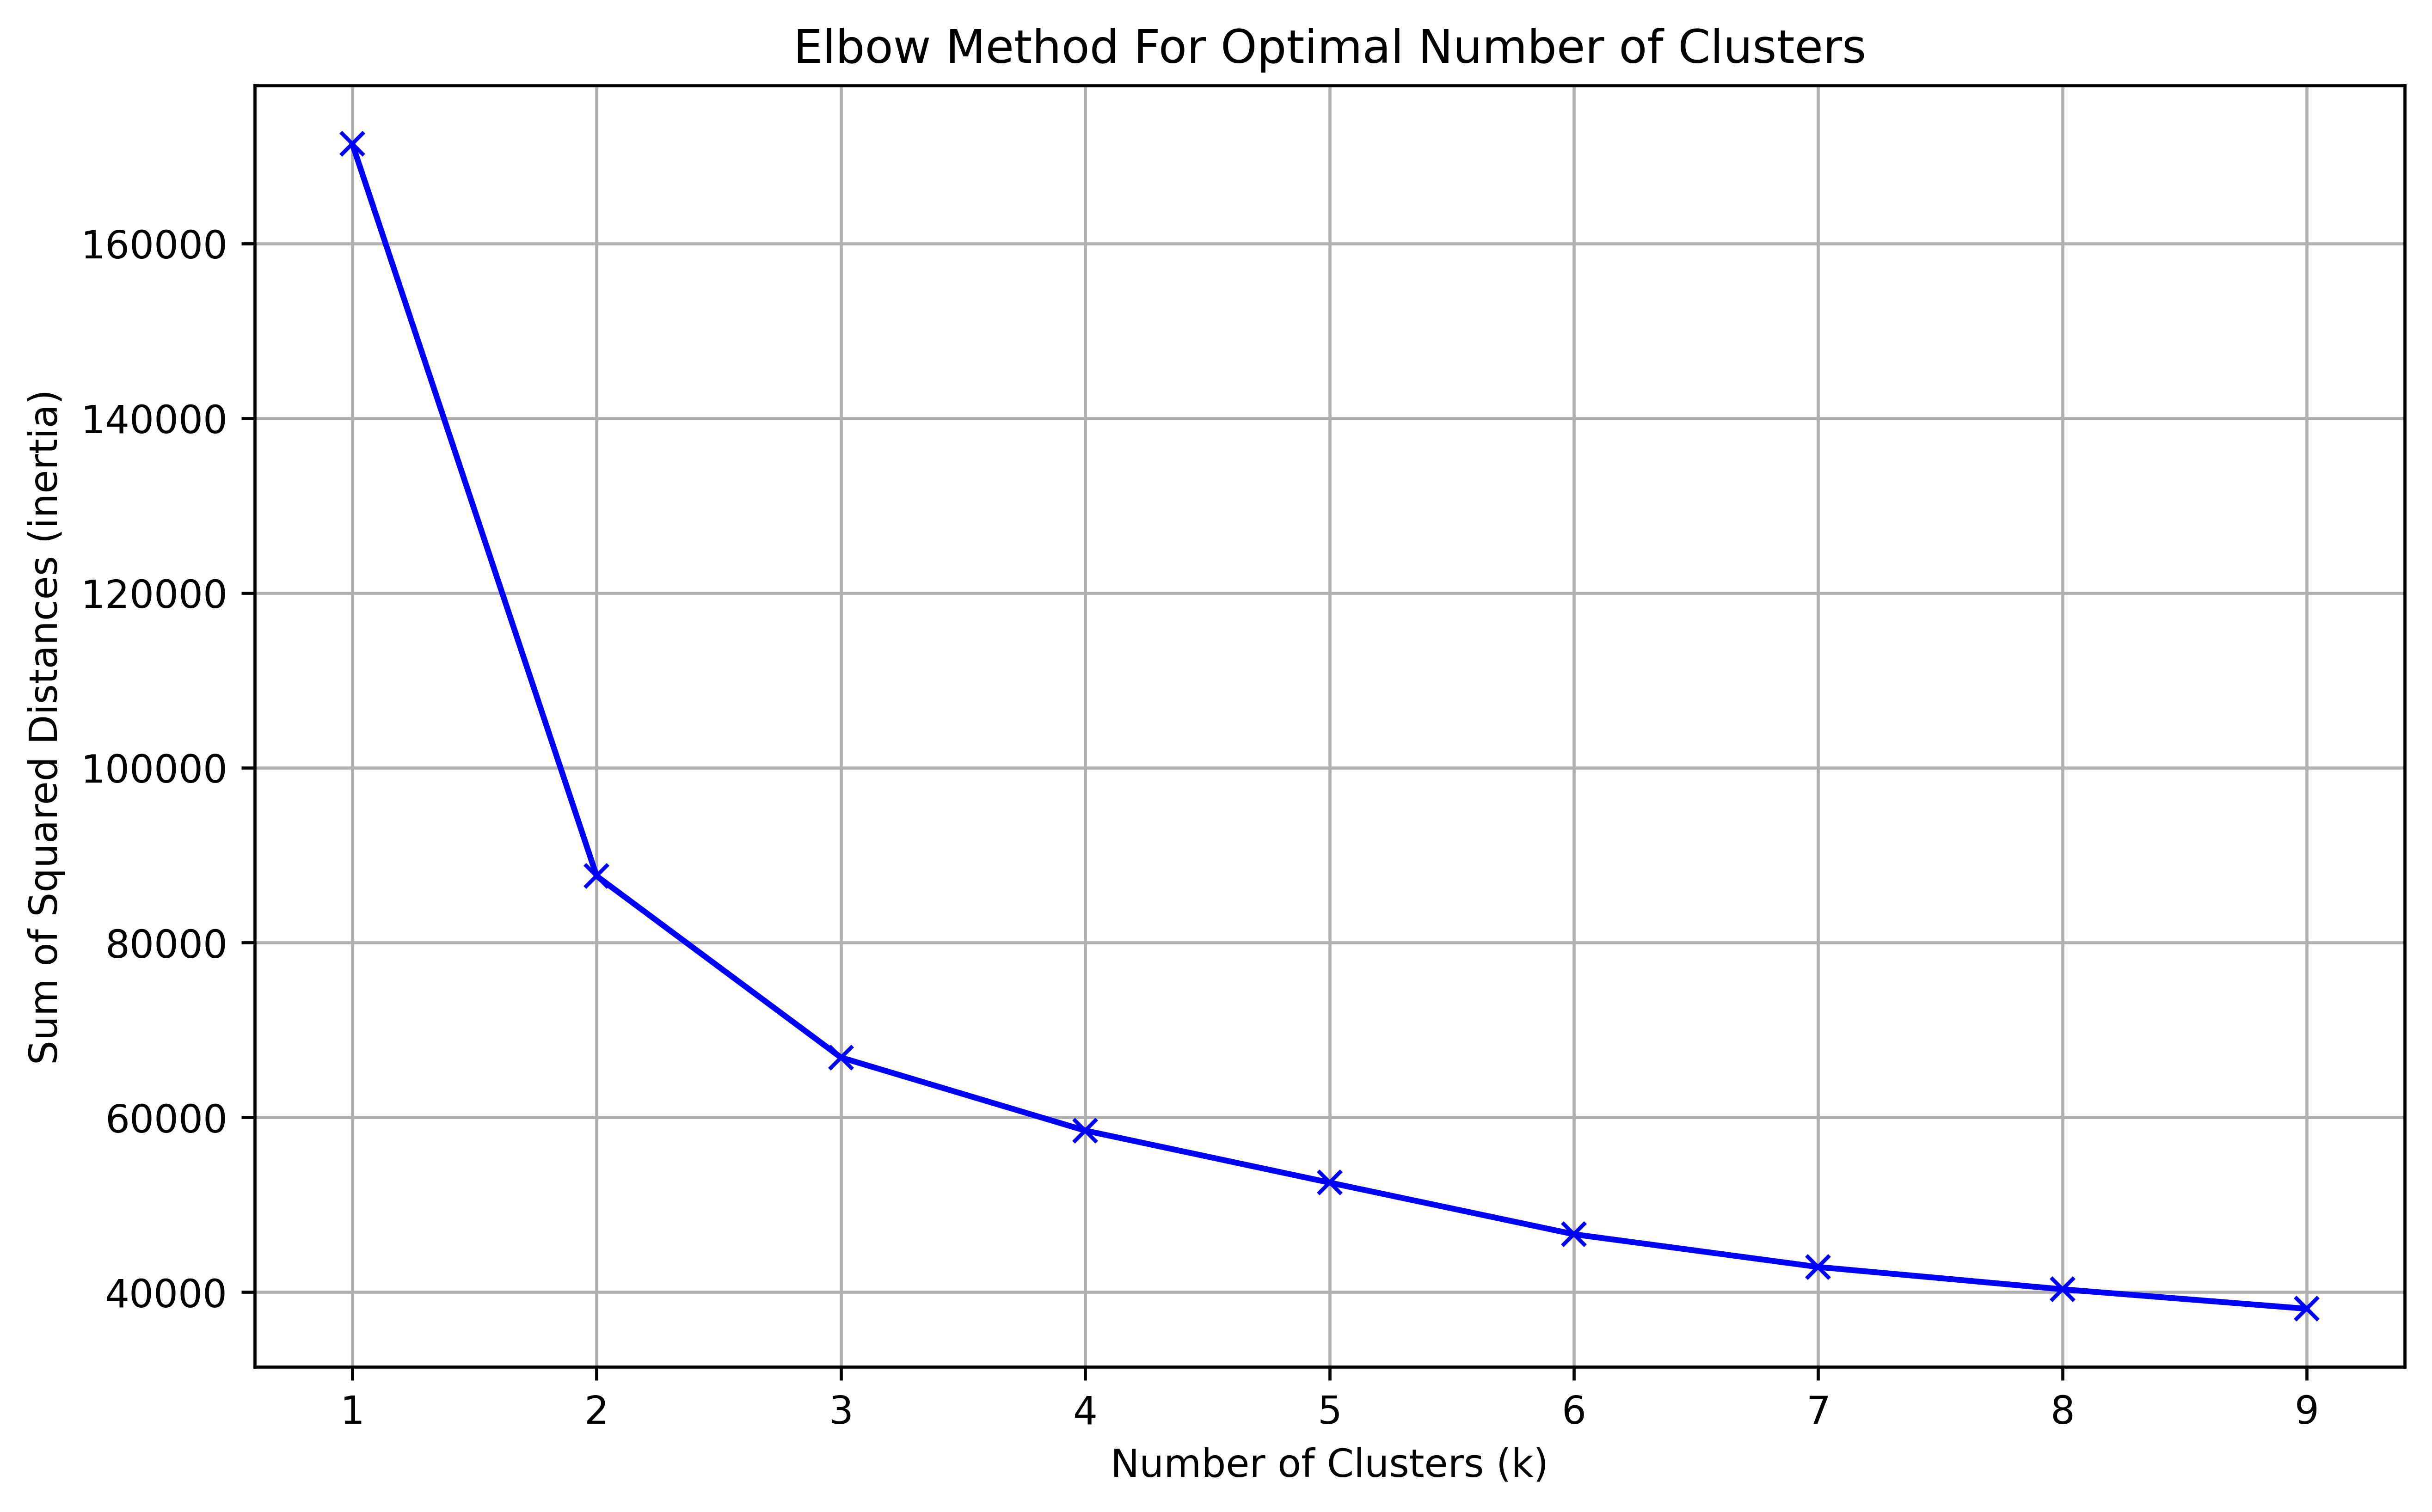 Elbow Method For Optimal Number of Clusters
Sum of Squared Distances (inertia)
160000
140000
120000
100000
80000
60000
40000
1 2 3 4 5 6 7 8 9
Number of Clusters (k)